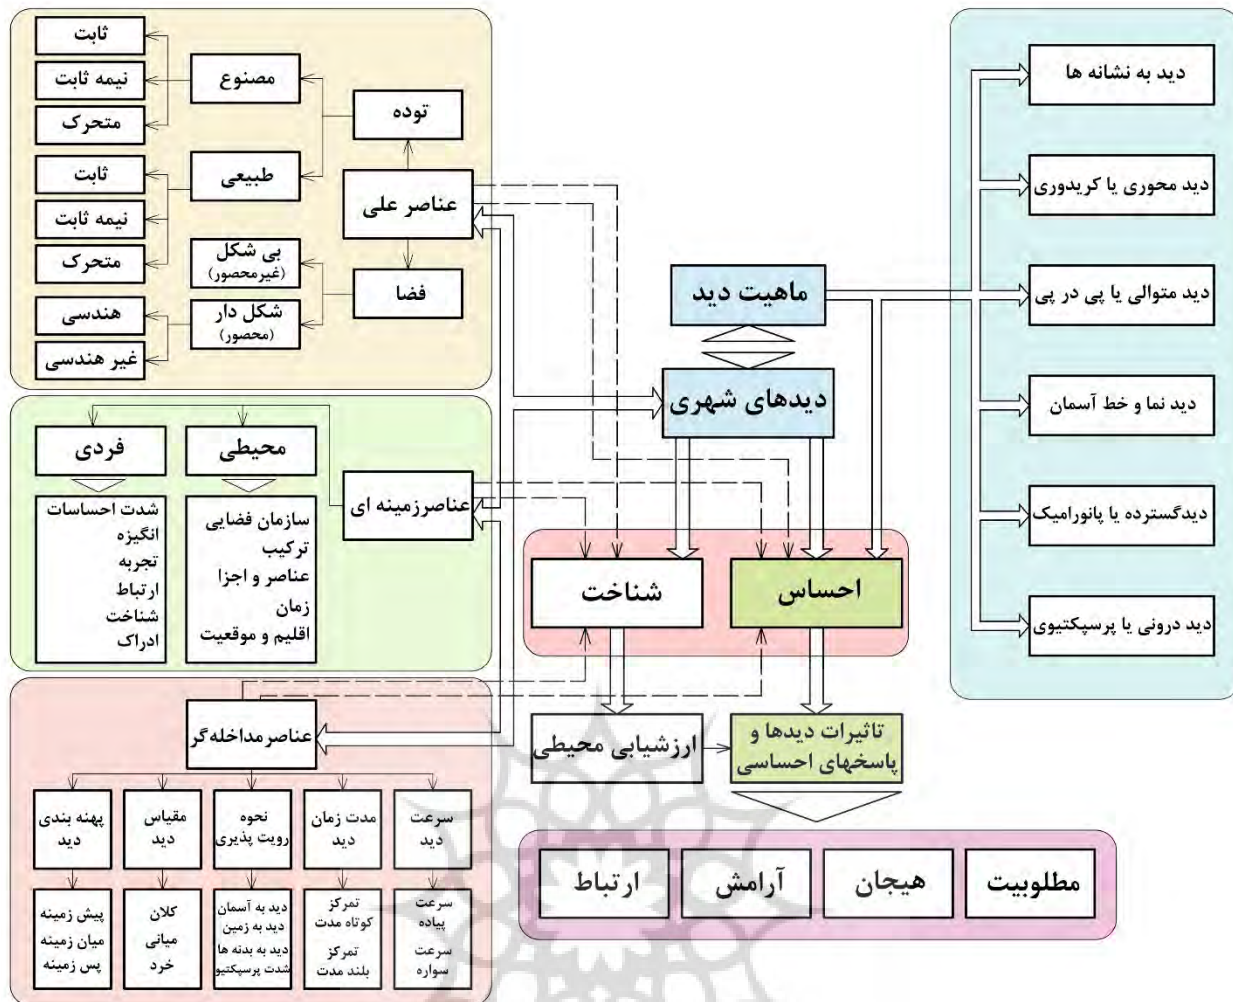 دید به نشانه ها
دید محوری یا کریدوری
دید متوالی یا پی در پی
دید نما و خط آسمان
دیدگسترده یا پانورامیک
دید درونی یا پرسپکتیوی
ماهیت دید
دیدهای شهری
احساس
شناخت
تاثیرات دیدها و
پاسخهای احساسی
ارزشیابی محیطی
مطلوبیت
هیجان
آرامش
ارتباط
عناصر علی
توده
مصنوع
ثابت
نیمه ثابت
متحرک
طبیعی
ثابت
نیمه ثابت
متحرک
فضا
بی شکل
(غیرمحصور)
شکل دار
(محصور)
هندسی
غیر هندسی
عناصرزمینه ای
محیطی
سازمان فضایی
ترکیب
عناصر و اجزا
زمان
اقلیم و موقعیت
فردی
شدت احساسات
انگیزه
تجربه
ارتباط
شناخت
ادراک
عناصرمداخله‌گر
سرعت
دید
سرعت
پیاده
سرعت
سواره
مدت زمان
دید
تمرکز
کوتاه مدت
تمرکز
بلند مدت
نحوه
رویت پذیری
دید به آسمان
دید به زمین
دید به بدنه ها
شدت پرسپکتیو
مقیاس
دید
کلان
میانی
خرد
پهنه بندی
دید
پیش زمینه
میان زمینه
پس زمینه